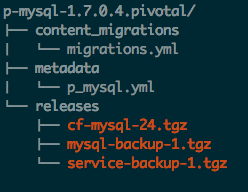 p-mysql-1.7.0.4.pivotal/
├── content_migrations
│   └── migrations.yml
├── metadata
│   └── p_mysql.yml
└── releases
    ├── cf-mysql-24.tgz
    ├── mysql-backup-1.tgz
    └── service-backup-1.tgz